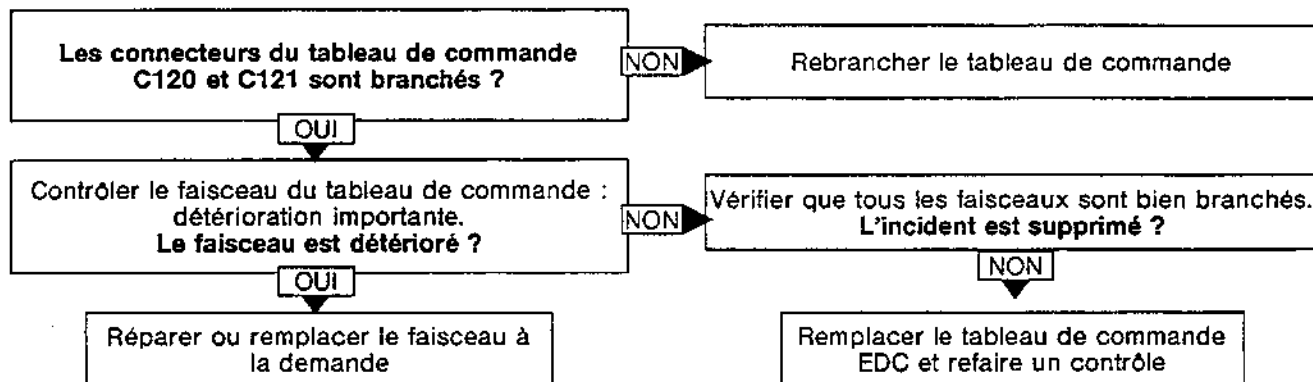 Les connecteurs du tableau de commande
C120 et C121 sont branchés ?
NON
Rebrancher le tableau de commande
OUI
Contrôler le faisceau du tableau de commande :
détérioration importante.
Le faisceau est détérioré ?
NON
Vérifier que tous les faisceaux sont bien branchés.
L'incident est supprimé ?
OUI
NON
Réparer ou remplacer le faisceau à
la demande
Remplacer le tableau de commande
EDC et refaire un contrôle